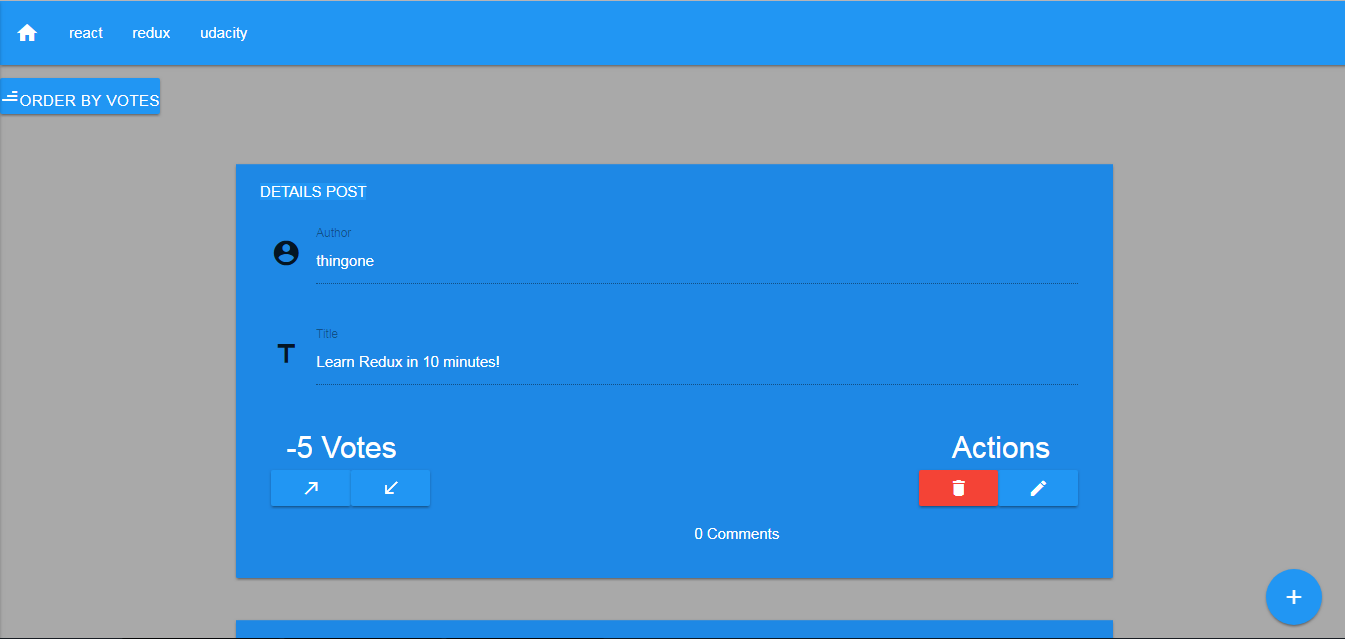 react redux udacity
ORDER BY VOTES
DETAILS POST
Author
thingone
Title
Learn Redux in 10 minutes!
-5 Votes
Actions
0 Comments